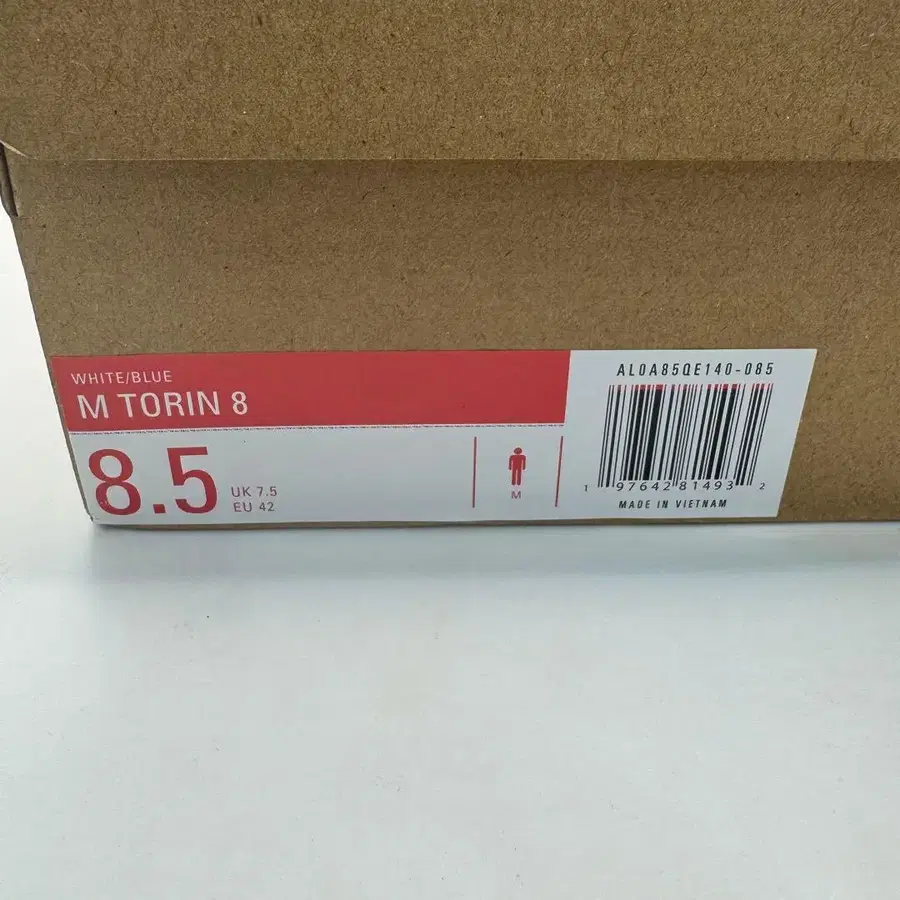 WHITE/BLUE
M TORIN 8
8.5
UK 7.5
EU 42
M
AL0A85QE140-085
1 97642 81493 2
MADE IN VIETNAM